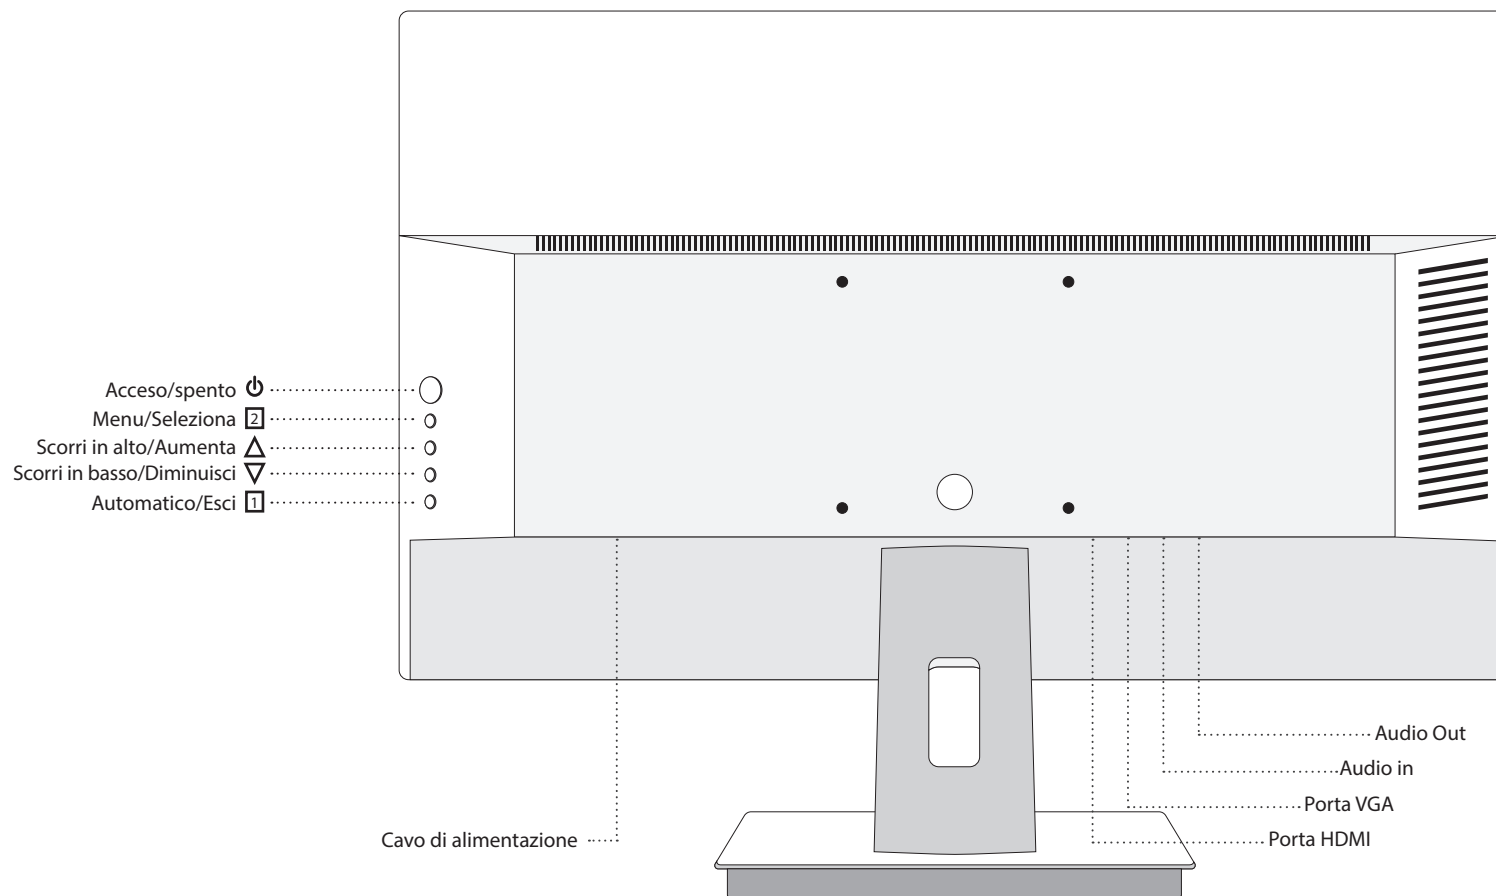 Acceso/spento
Menu/Seleziona 2
Scorri in alto/Aumenta
Scorri in basso/Diminuisci
Automatico/Esci 1
Audio Out
Audio in
Porta VGA
Porta HDMI
Cavo di alimentazione